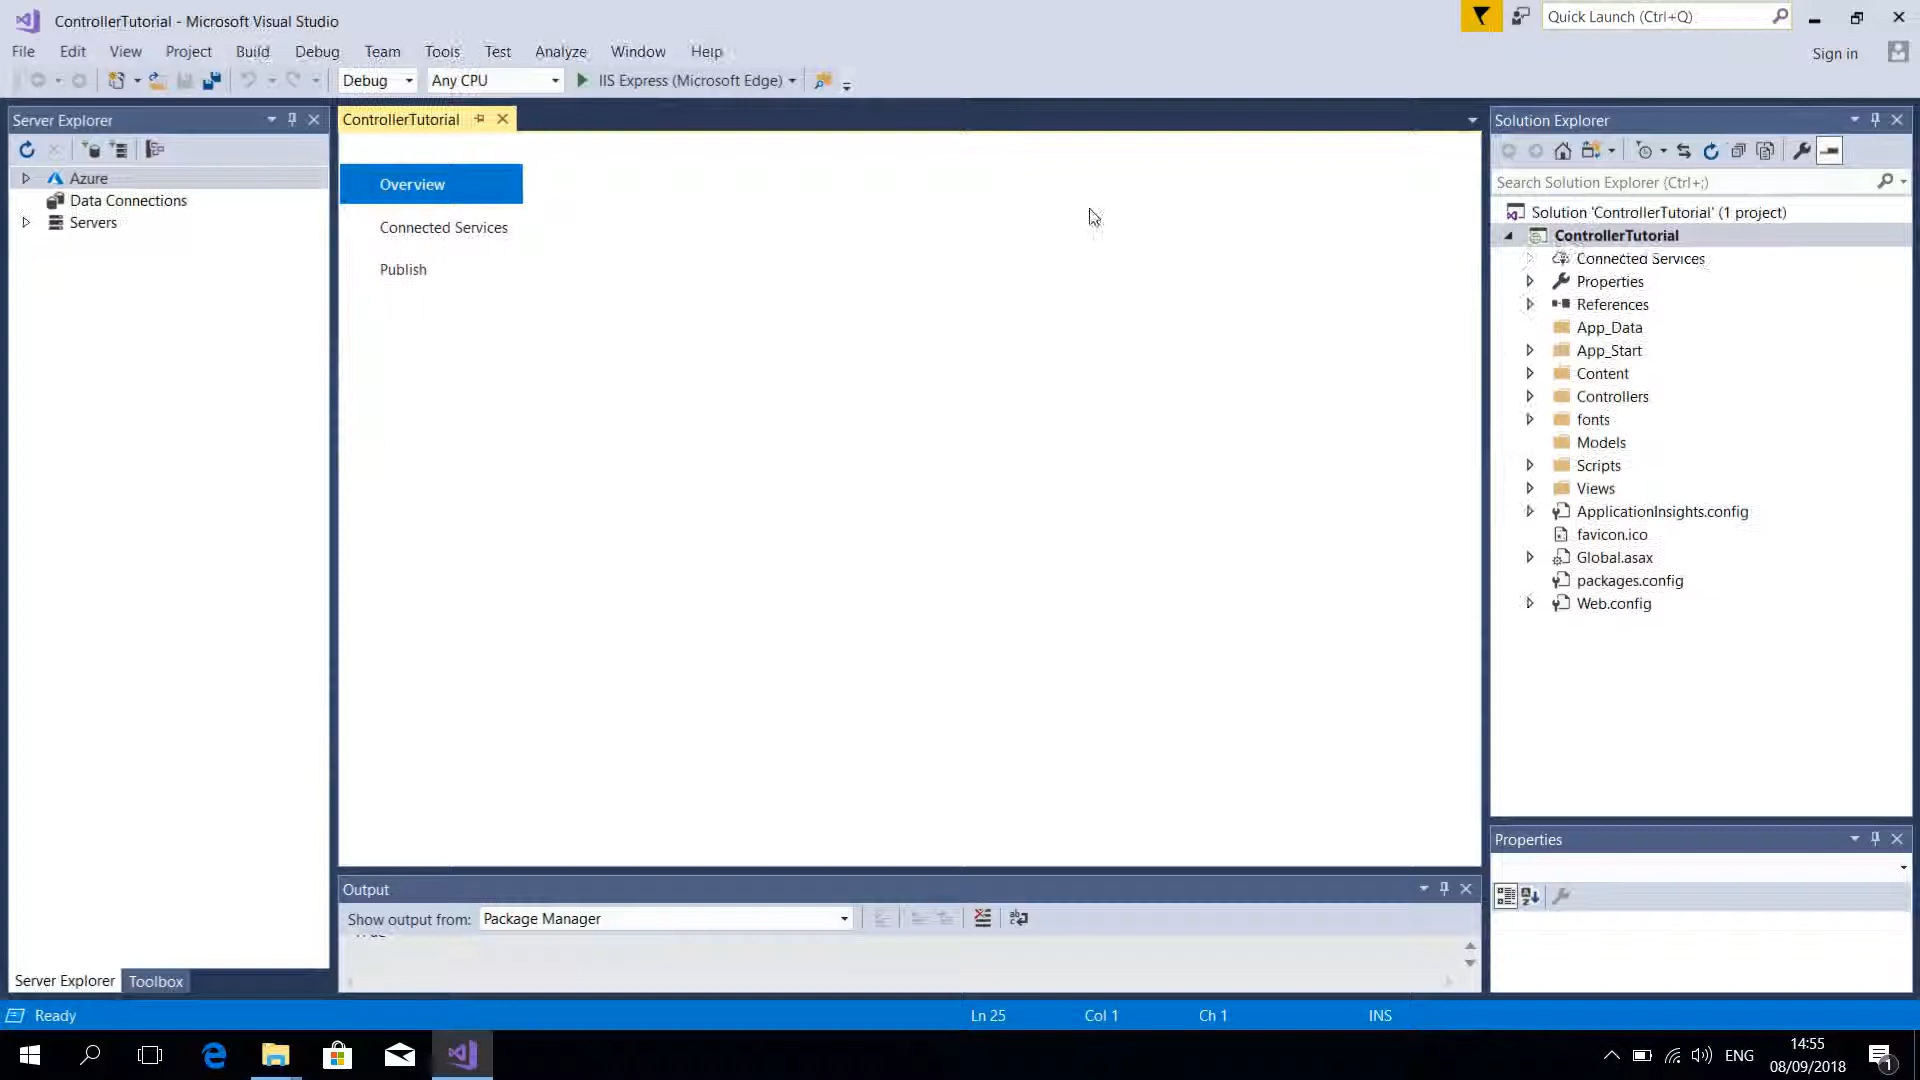 ControllerTutorial - Microsoft Visual Studio
Quick Launch (Ctrl+Q)
File Edit View Project Build Debug Team Tools Test Analyze Window Help
Sign in
Debug Any CPU IIS Express (Microsoft Edge)
Server Explorer
Azure
Data Connections
Servers
Server Explorer Toolbox
ControllerTutorial
Overview
Connected Services
Publish
Output
Show output from: Package Manager
Solution Explorer
Search Solution Explorer (Ctrl+;)
Solution 'ControllerTutorial' (1 project)
ControllerTutorial
Connected Services
Properties
References
App_Data
App_Start
Content
Controllers
fonts
Models
Scripts
Views
ApplicationInsights.config
favicon.ico
Global.asax
packages.config
Web.config
Properties
Ready Ln 25 Col 1 Ch 1 INS
ENG
14:55
08/09/2018
1